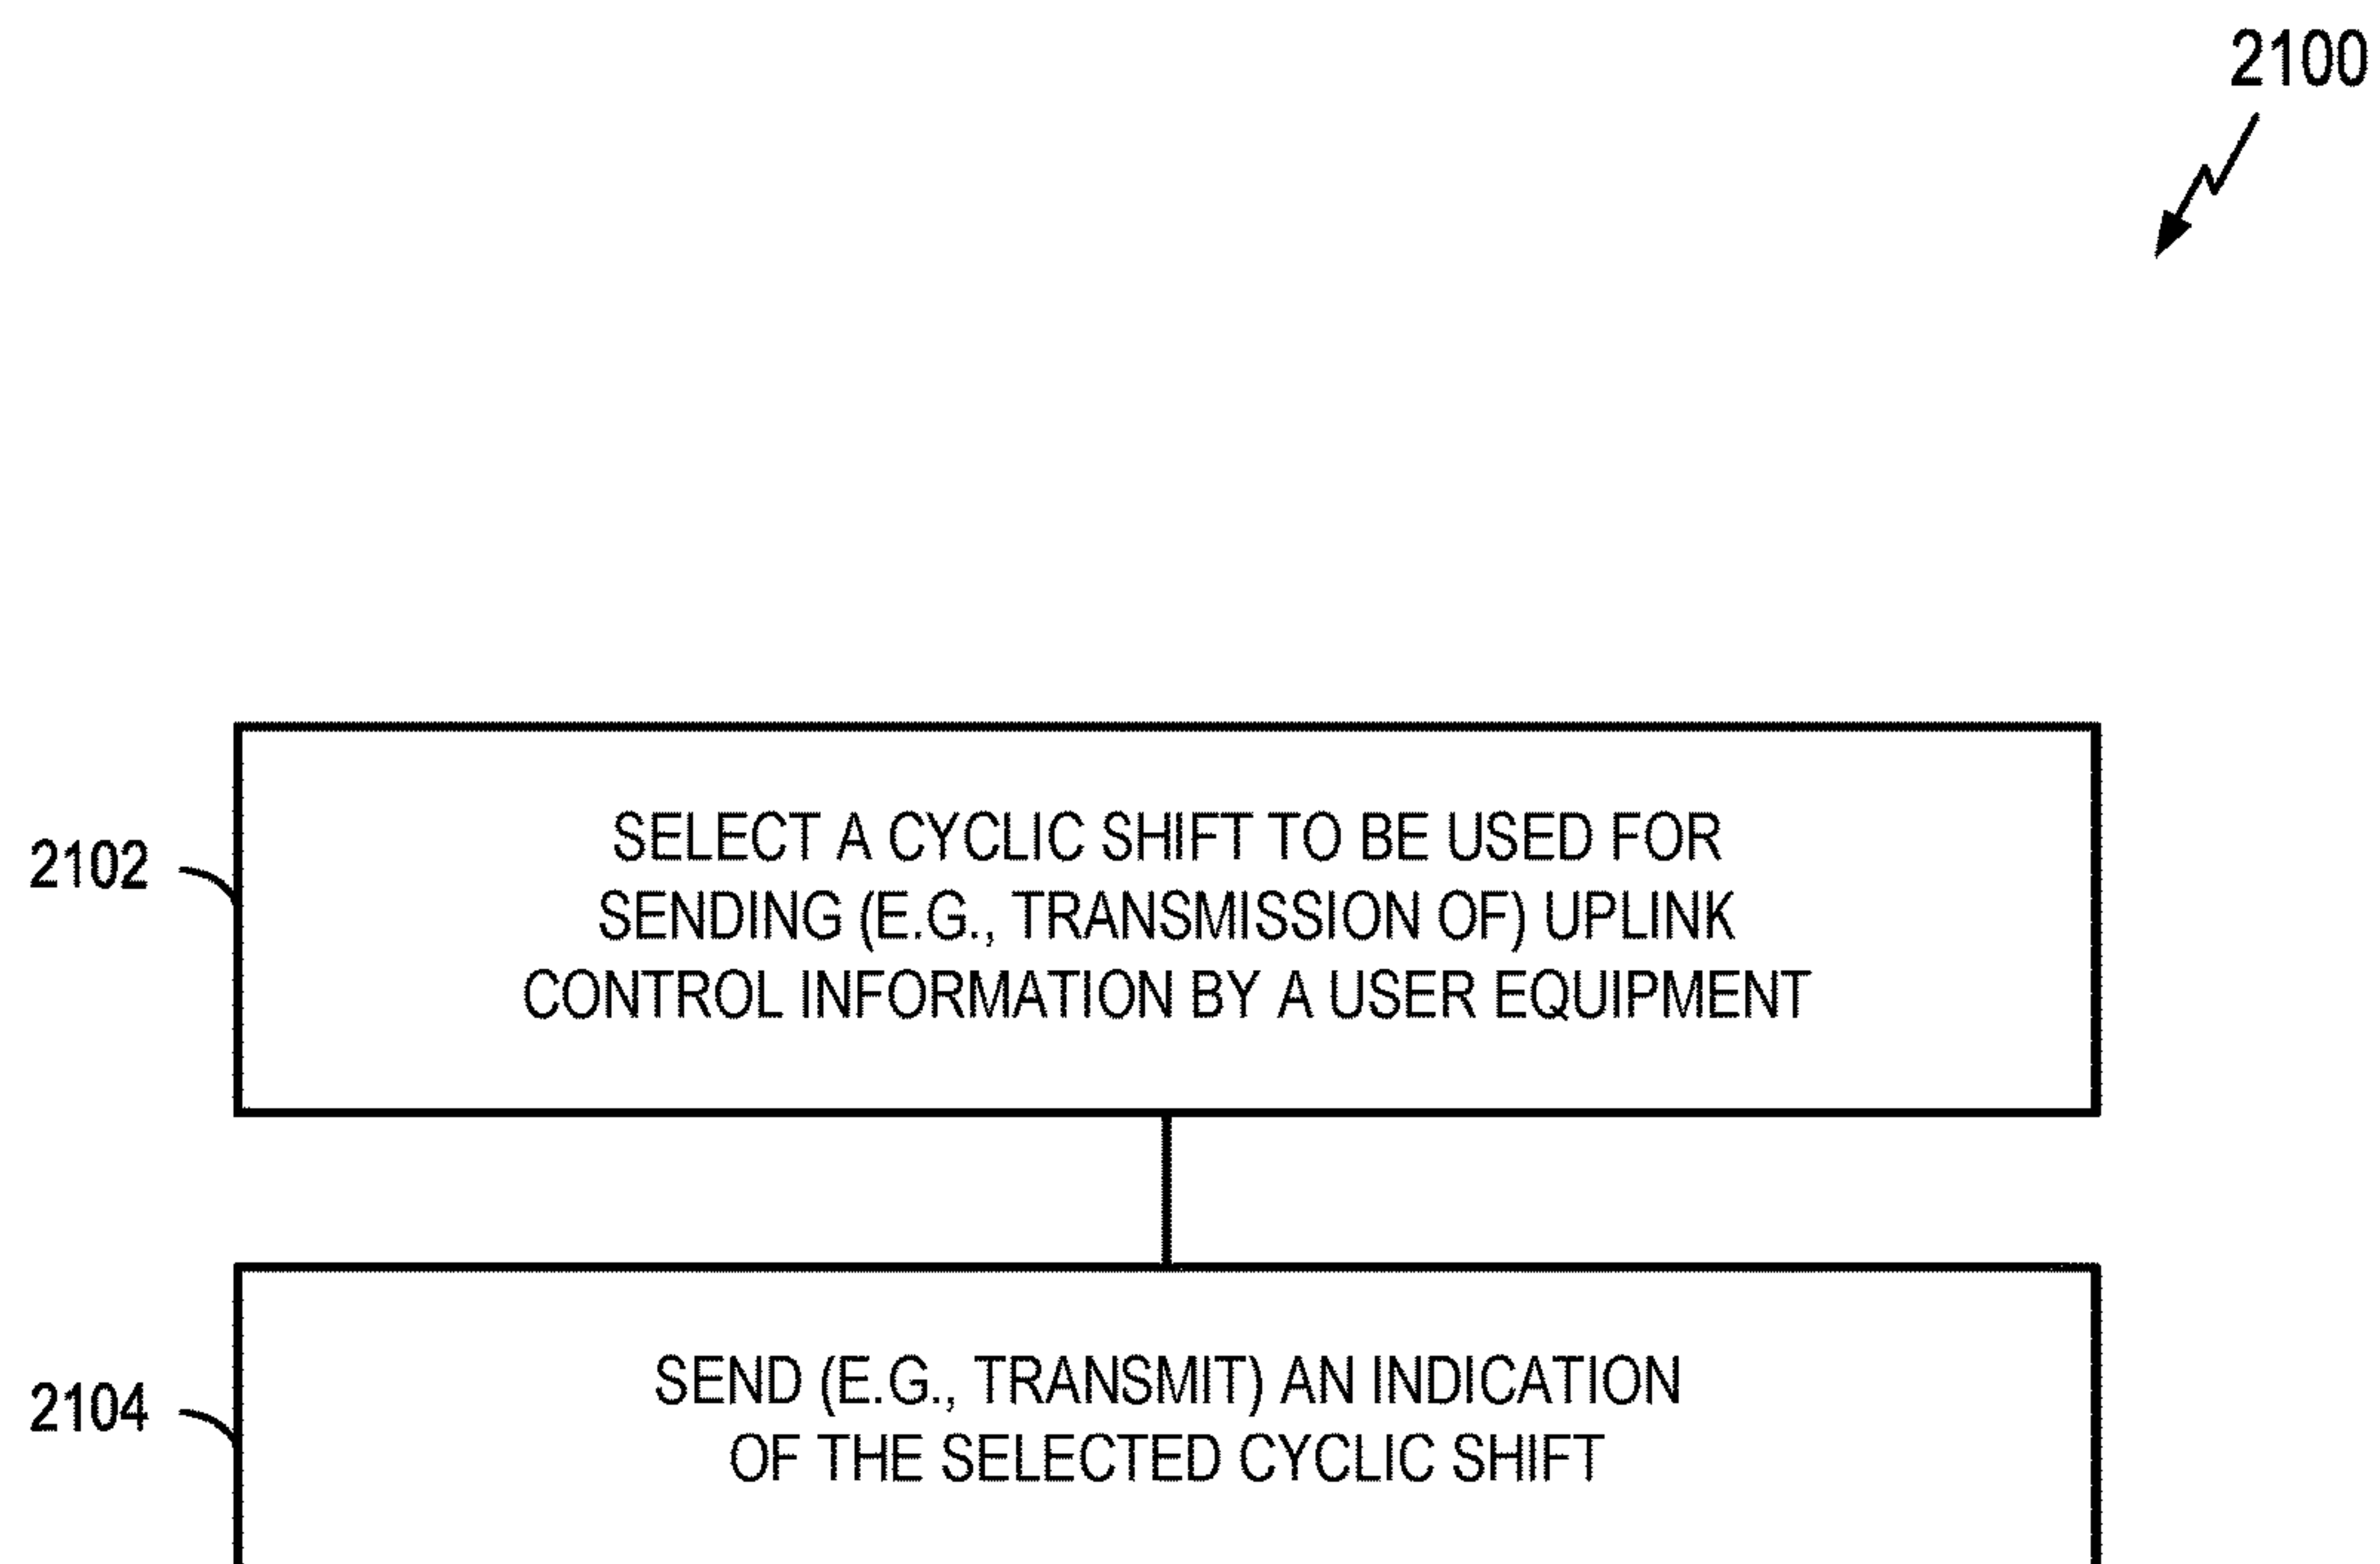 2100
2102
SELECT A CYCLIC SHIFT TO BE USED FOR
SENDING (E.G., TRANSMISSION OF) UPLINK
CONTROL INFORMATION BY A USER EQUIPMENT
2104
SEND (E.G., TRANSMIT) AN INDICATION
OF THE SELECTED CYCLIC SHIFT